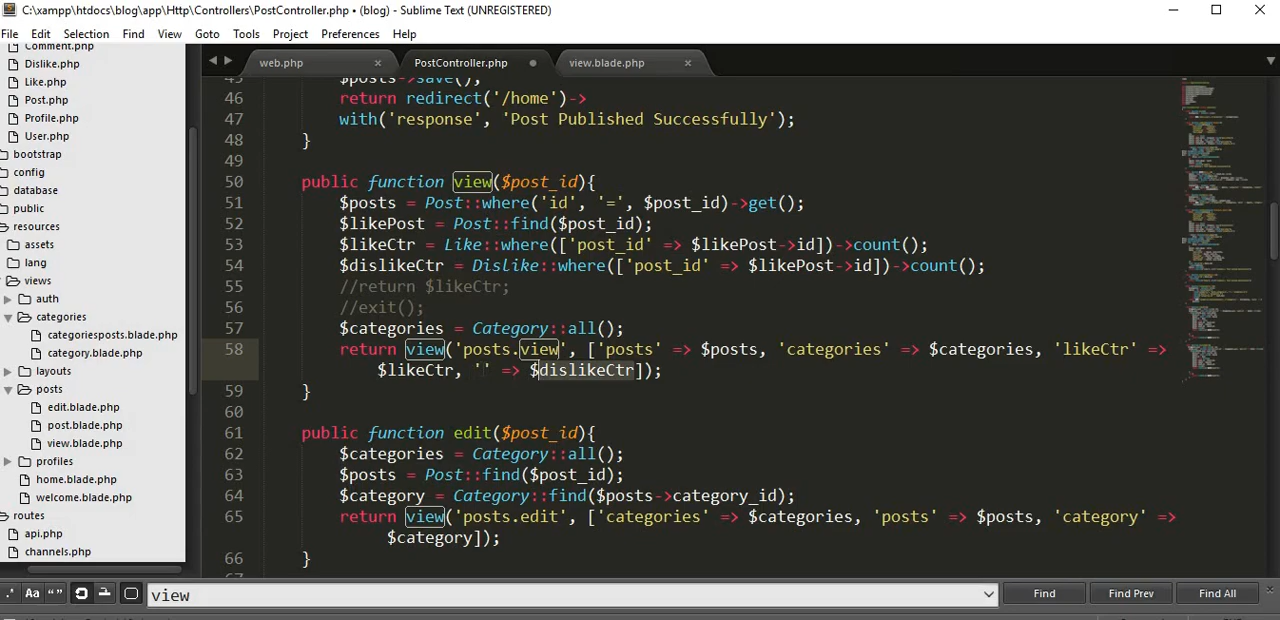 C:\xampp\htdocs\blog\app\Http\Controllers\PostController.php • (blog) - Sublime Text (UNREGISTERED)
File Edit Selection Find View Goto Tools Project Preferences Help
Comment.php
Dislike.php
Like.php
Post.php
Profile.php
User.php
bootstrap
config
database
public
resources
assets
lang
views
auth
categories
categoriesposts.blade.php
category.blade.php
layouts
posts
edit.blade.php
post.blade.php
view.blade.php
profiles
home.blade.php
welcome.blade.php
routes
api.php
channels.php
web.php × PostController.php view.blade.php ×
45 $posts->save();
46 return redirect('/home')->
47 with('response', 'Post Published Successfully');
48 }
49
50 public function view($post_id){
51 $posts = Post::where('id', '=', $post_id)->get();
52 $likePost = Post::find($post_id);
53 $likeCtr = Like::where(['post_id' => $likePost->id])->count();
54 $dislikeCtr = Dislike::where(['post_id' => $likePost->id])->count();
55 //return $likeCtr;
56 //exit();
57 $categories = Category::all();
58 return view('posts.view', ['posts' => $posts, 'categories' => $categories, 'likeCtr' =>
$likeCtr, '' => $dislikeCtr]);
59 }
60
61 public function edit($post_id){
62 $categories = Category::all();
63 $posts = Post::find($post_id);
64 $category = Category::find($posts->category_id);
65 return view('posts.edit', ['categories' => $categories, 'posts' => $posts, 'category' =>
$category]);
66 }
.* Aa “” view Find Find Prev Find All ×